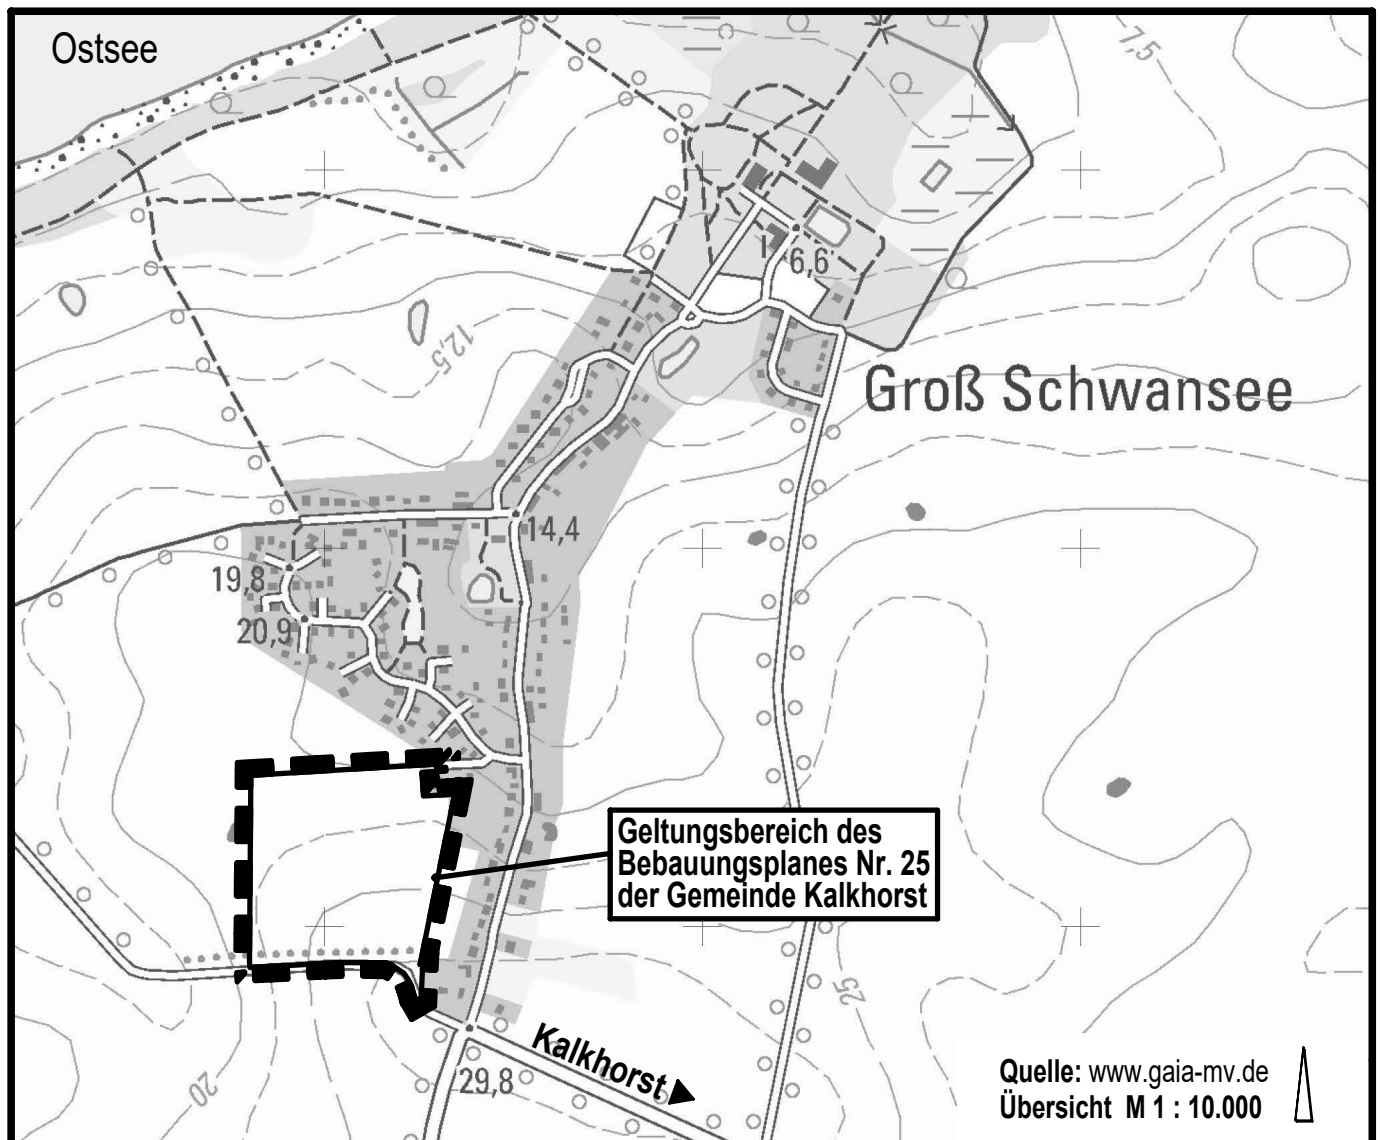 Ostsee
7,5
6,6
12,5
Groß Schwansee
14,4
19,8
20,9
Geltungsbereich des
Bebauungsplanes Nr. 25
der Gemeinde Kalkhorst
25
Kalkhorst
20
29,8
Quelle: www.gaia-mv.de
Übersicht M 1 : 10.000